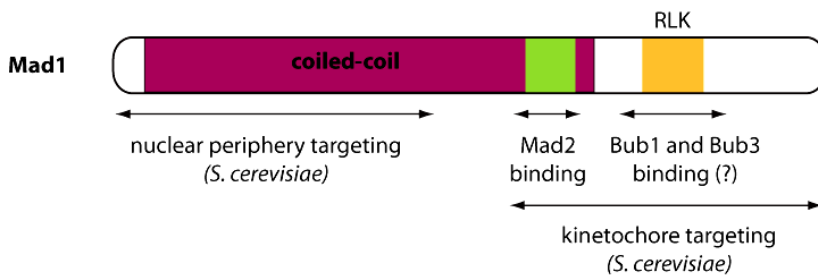 RLK
Mad1
coiled-coil
nuclear periphery targeting
(S. cerevisiae)
Mad2
binding
Bub1 and Bub3
binding (?)
kinetochore targeting
(S. cerevisiae)